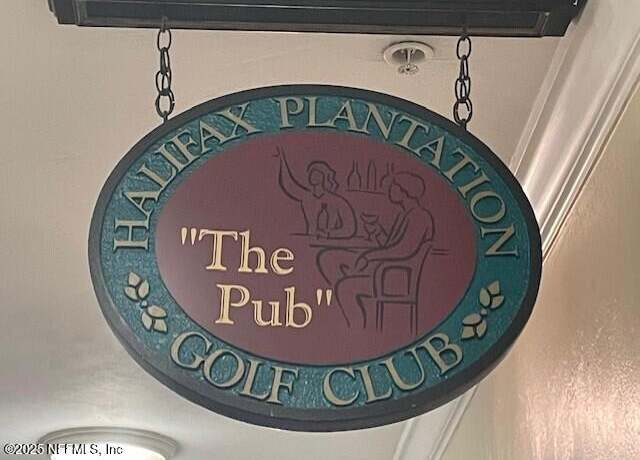 HALIFAX PLANTATION
"The
Pub"
GOLF CLUB
©2025 NEFMLS, Inc